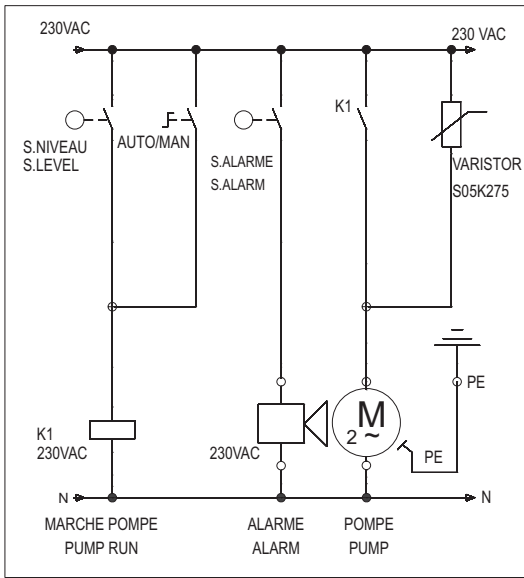 230VAC
230 VAC
S.NIVEAU
S.LEVEL
AUTO/MAN
S.ALARME
S.ALARM
K1
VARISTOR
S05K275
K1
230VAC
230VAC
M
2 ~
PE
PE
N
N
MARCHE POMPE
PUMP RUN
ALARME
ALARM
POMPE
PUMP